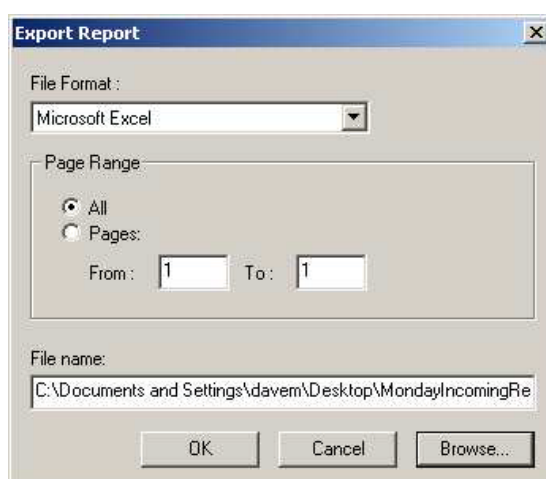 Export Report
File Format :
Microsoft Excel
Page Range
All
Pages:
From : 1 To : 1
File name:
C:\Documents and Settings\davem\Desktop\MondayIncomingRe
OK Cancel Browse...